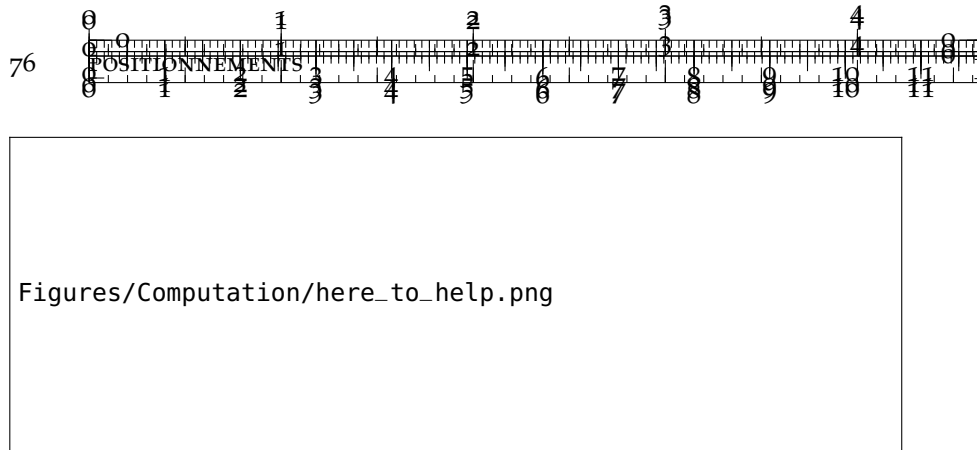 0 1 2 3 4
76 POSITIONNEMENTS
0 1 2 3 4 5 6 7 8 9 10 11
Figures/Computation/here_to_help.png